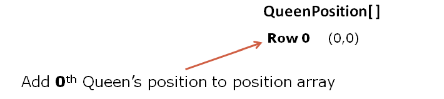 QueenPosition[]
Row 0 (0,0)
Add 0th Queen's position to position array